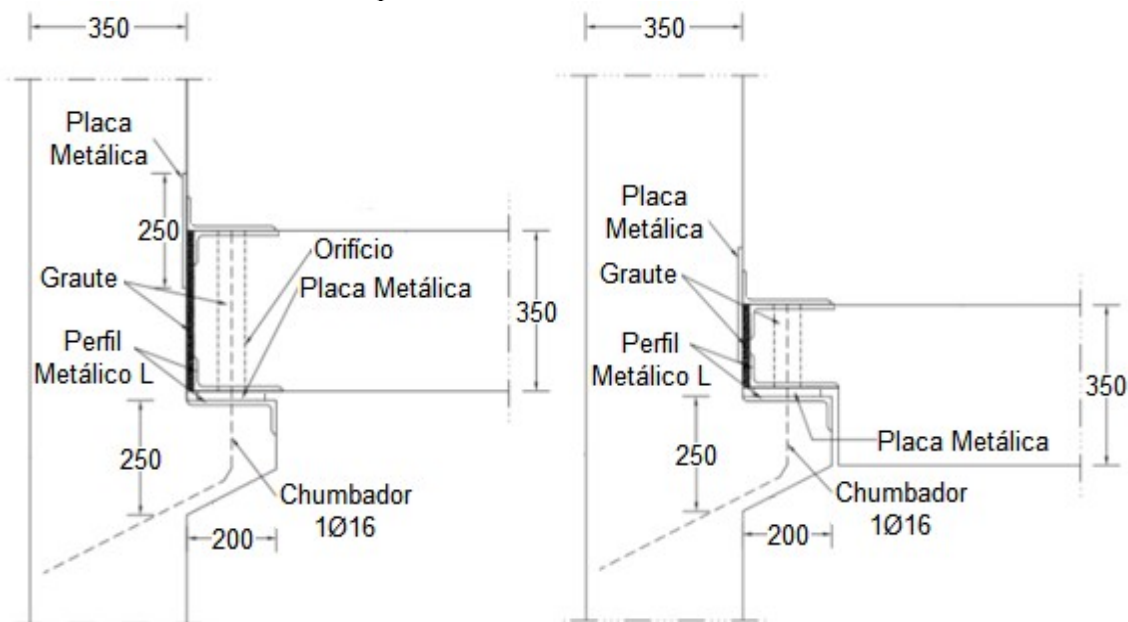 350
Placa
Metálica
250
Graute
Orifício
Placa Metálica
350
Perfil
Metálico L
250
Chumbador
1Ø16
200
350
Placa
Metálica
Graute
Perfil
Metálico L
350
Placa Metálica
250
Chumbador
1Ø16
200